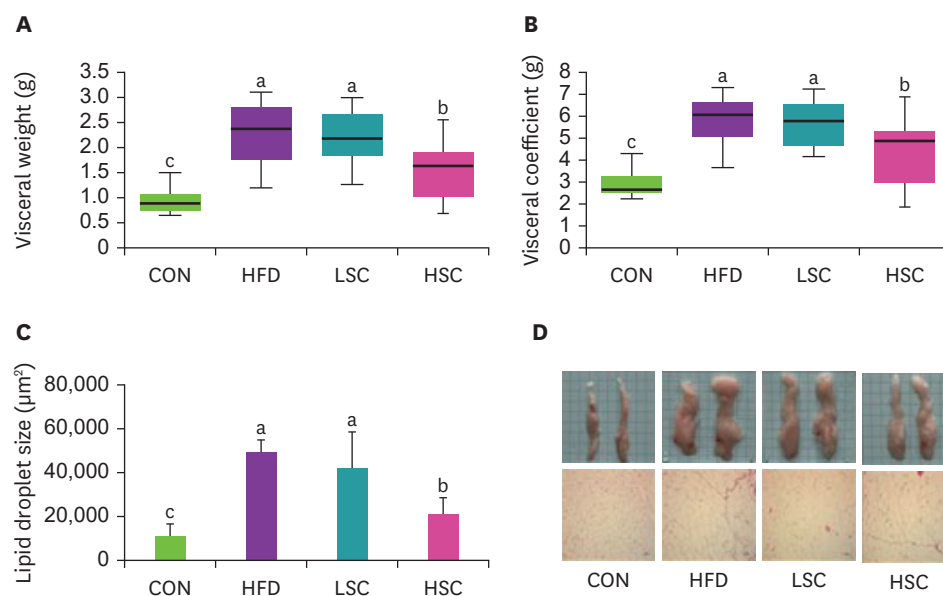 A
Visceral weight (g)
3.5
3.0
2.5
2.0
1.5
1.0
0.5
0
c
a
a
b
CON HFD LSC HSC
B
Visceral coefficient (g)
8
7
6
5
4
3
2
1
0
c
a
a
b
CON HFD LSC HSC
C
Lipid droplet size (µm²)
80,000
60,000
40,000
20,000
0
c
a
a
b
CON HFD LSC HSC
D
CON HFD LSC HSC